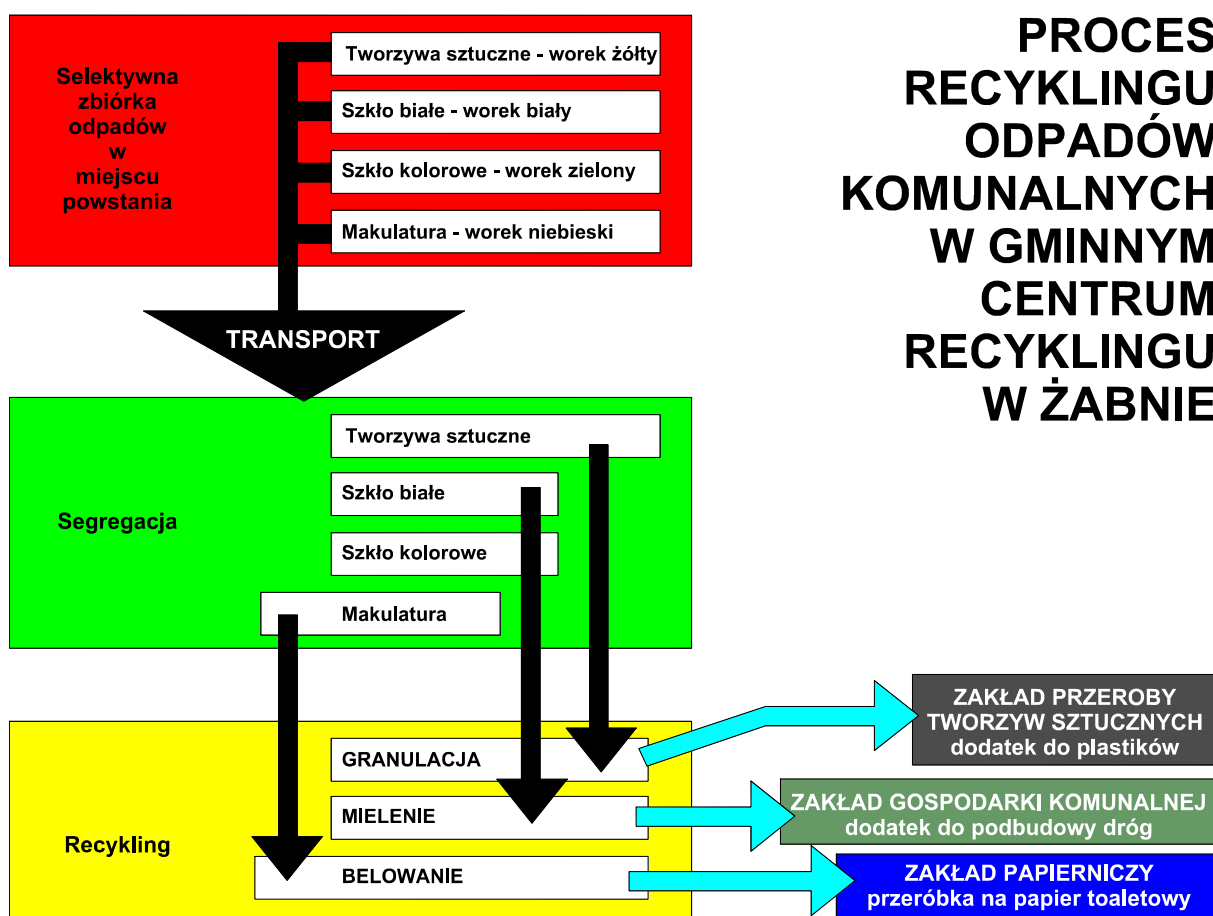 PROCES
RECYKLINGU
ODPADÓW
KOMUNALNYCH
W GMINNYM
CENTRUM
RECYKLINGU
W ŻABNIE
Selektywna
zbiórka
odpadów
w
miejscu
powstania
Tworzywa sztuczne - worek żółty
Szkło białe - worek biały
Szkło kolorowe - worek zielony
Makulatura - worek niebieski
TRANSPORT
Segregacja
Tworzywa sztuczne
Szkło białe
Szkło kolorowe
Makulatura
Recykling
GRANULACJA
MIELENIE
BELOWANIE
ZAKŁAD PRZEROBY
TWORZYW SZTUCZNYCH
dodatek do plastików
ZAKŁAD GOSPODARKI KOMUNALNEJ
dodatek do podbudowy dróg
ZAKŁAD PAPIERNICZY
przeróbka na papier toaletowy